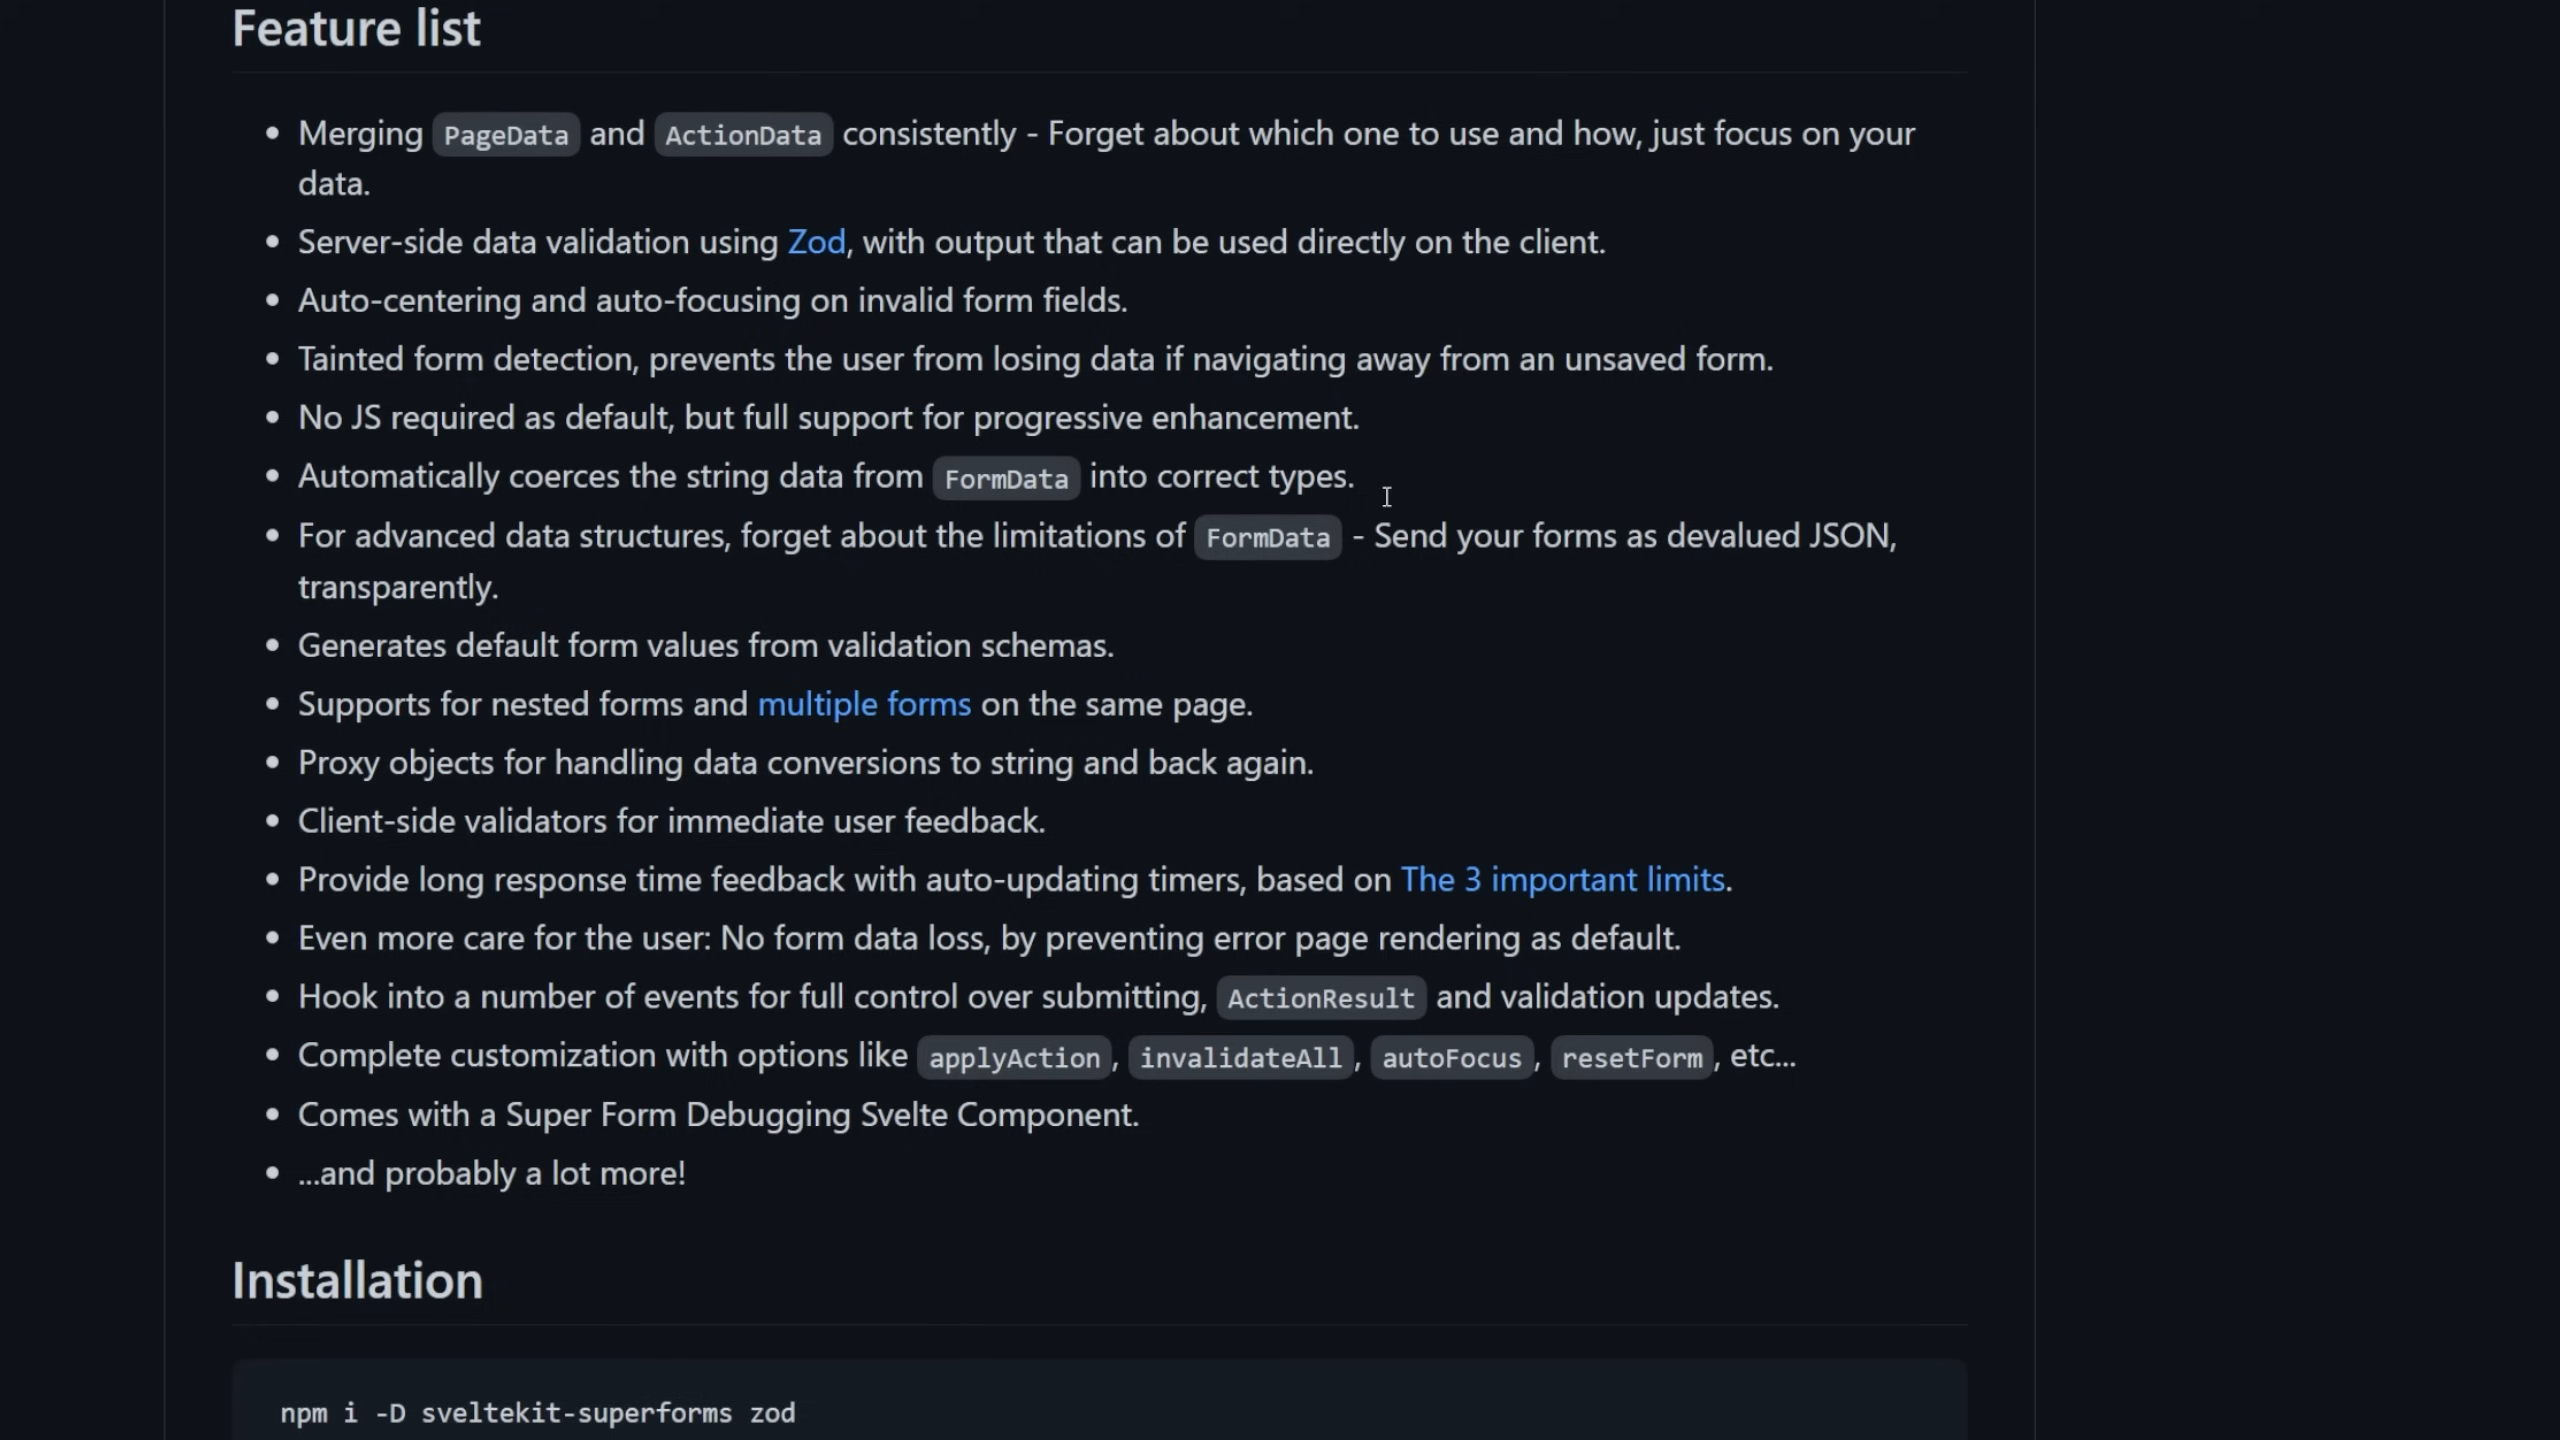 Feature list
• Merging PageData and ActionData consistently - Forget about which one to use and how, just focus on your
data.
• Server-side data validation using Zod, with output that can be used directly on the client.
• Auto-centering and auto-focusing on invalid form fields.
• Tainted form detection, prevents the user from losing data if navigating away from an unsaved form.
• No JS required as default, but full support for progressive enhancement.
• Automatically coerces the string data from FormData into correct types.
• For advanced data structures, forget about the limitations of FormData - Send your forms as devalued JSON,
transparently.
• Generates default form values from validation schemas.
• Supports for nested forms and multiple forms on the same page.
• Proxy objects for handling data conversions to string and back again.
• Client-side validators for immediate user feedback.
• Provide long response time feedback with auto-updating timers, based on The 3 important limits.
• Even more care for the user: No form data loss, by preventing error page rendering as default.
• Hook into a number of events for full control over submitting, ActionResult and validation updates.
• Complete customization with options like applyAction, invalidateAll, autoFocus, resetForm, etc...
• Comes with a Super Form Debugging Svelte Component.
• ...and probably a lot more!
Installation
npm i -D sveltekit-superforms zod